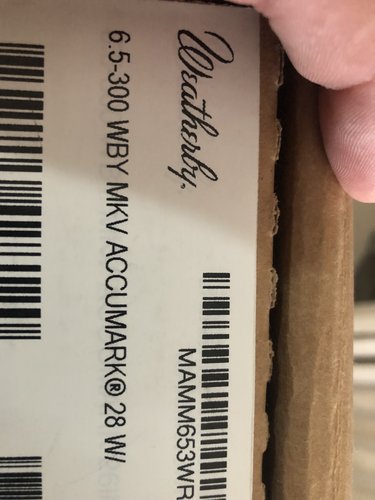 Weatherby®
6.5-300 WBY MKV ACCUMARK® 28 W/
MAMM653WR